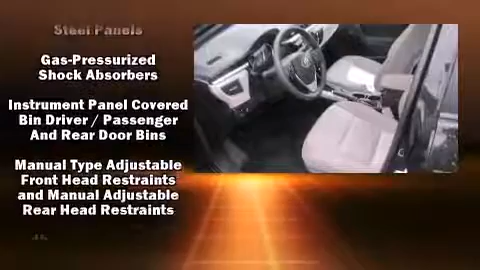 Steel Panels
Gas-Pressurized
Shock Absorbers
Instrument Panel Covered
Bin Driver / Passenger
And Rear Door Bins
Manual Type Adjustable
Front Head Restraints
and Manual Adjustable
Rear Head Restraints